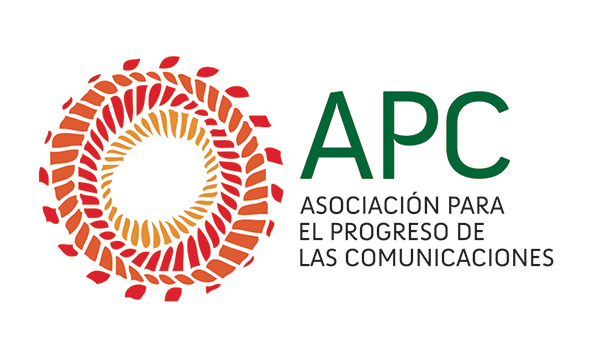 APC
ASOCIACIÓN PARA
EL PROGRESO DE
LAS COMUNICACIONES